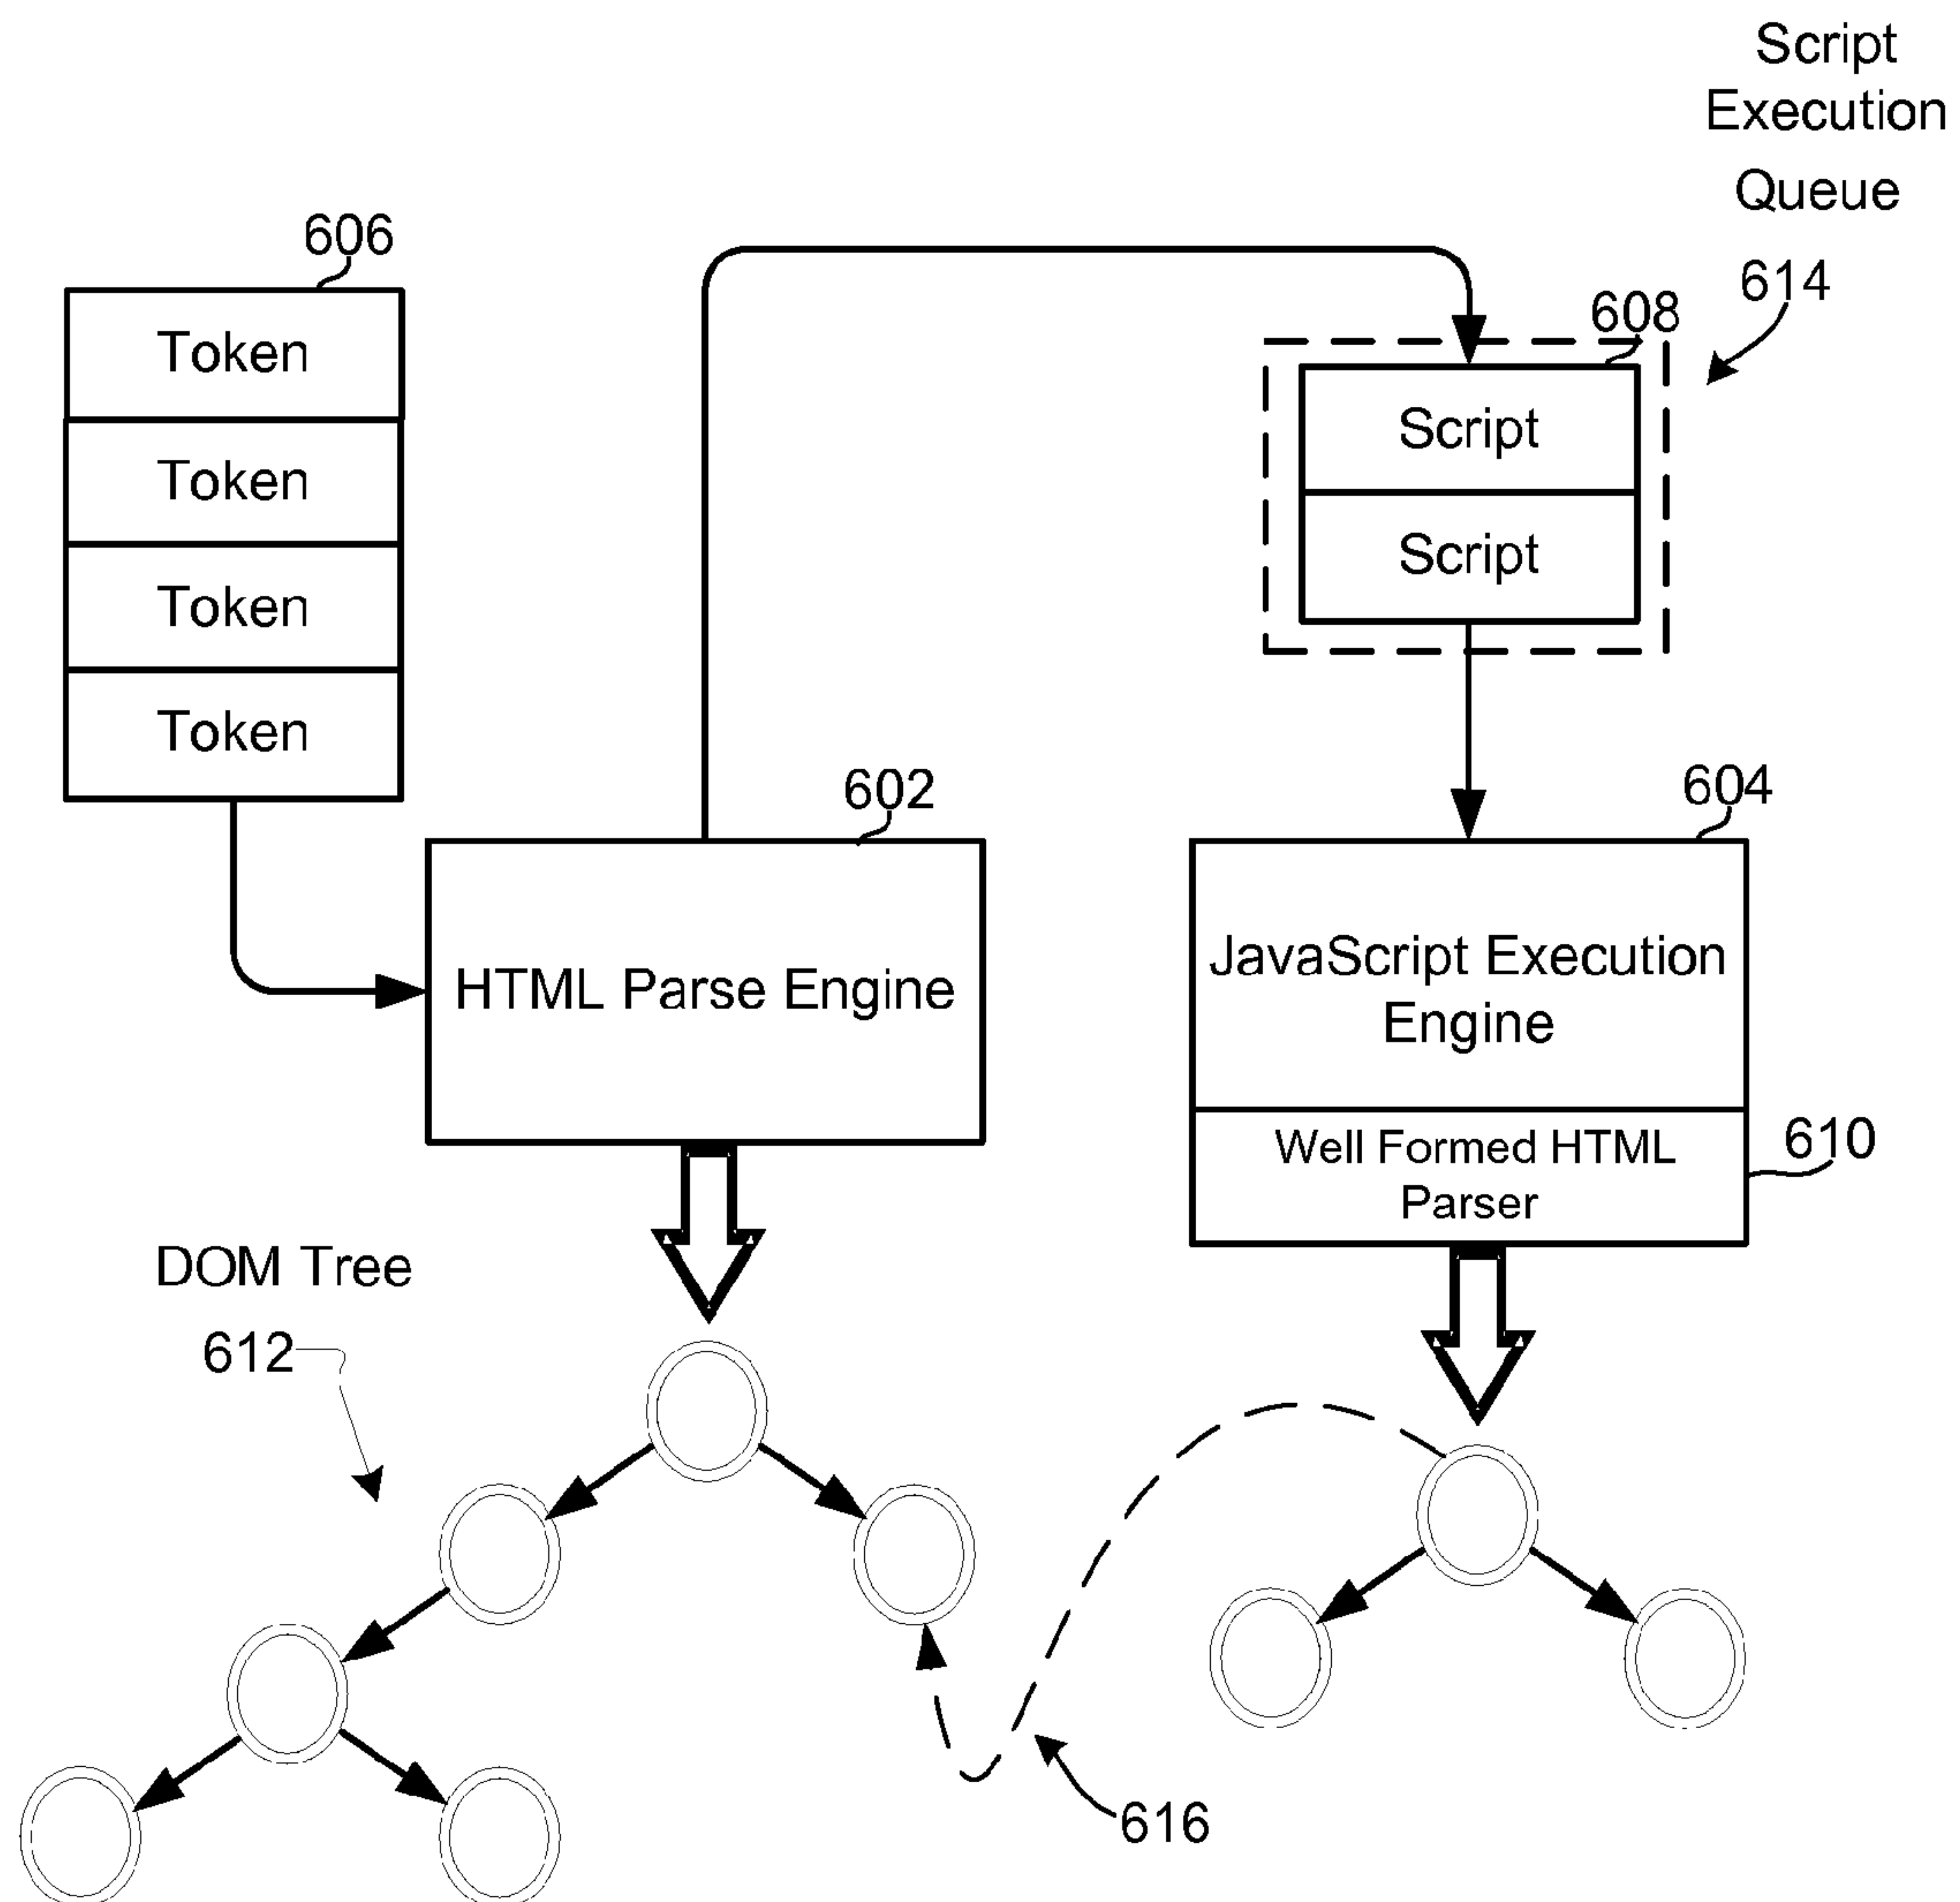 Script
Execution
Queue
614
606
608
Token
Token
Token
Token
Script
Script
602
604
HTML Parse Engine
JavaScript Execution
Engine
Well Formed HTML
Parser
610
DOM Tree
612
616